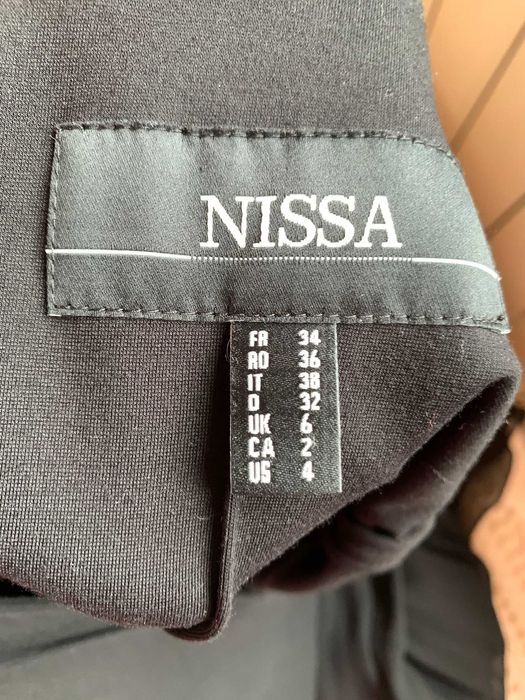 NISSA
FR 34
RO 36
IT 38
D 32
UK 6
CA 2
US 4